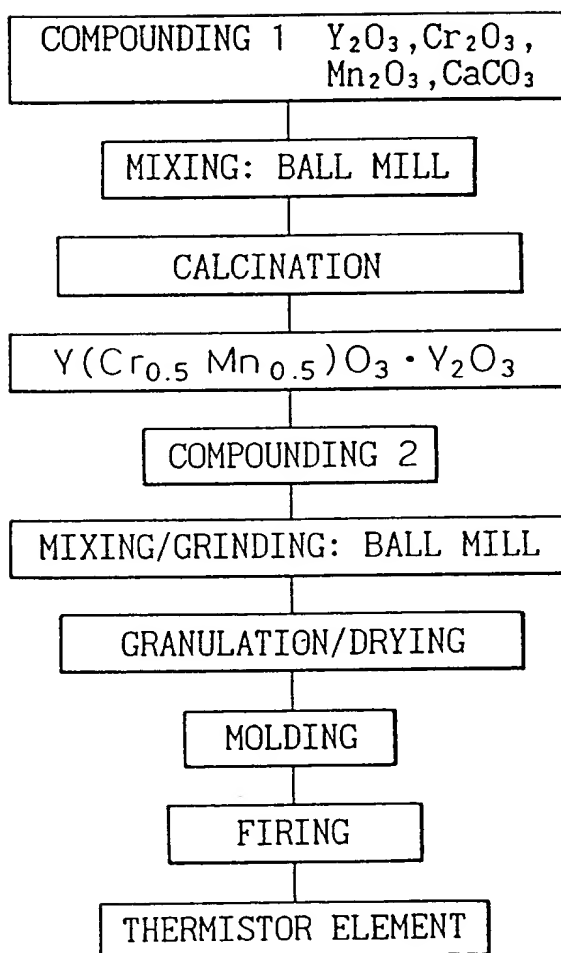 COMPOUNDING 1 Y₂O₃,Cr₂O₃,
Mn₂O₃,CaCO₃
MIXING: BALL MILL
CALCINATION
Y(Cr₀.₅ Mn₀.₅)O₃・Y₂O₃
COMPOUNDING 2
MIXING/GRINDING: BALL MILL
GRANULATION/DRYING
MOLDING
FIRING
THERMISTOR ELEMENT